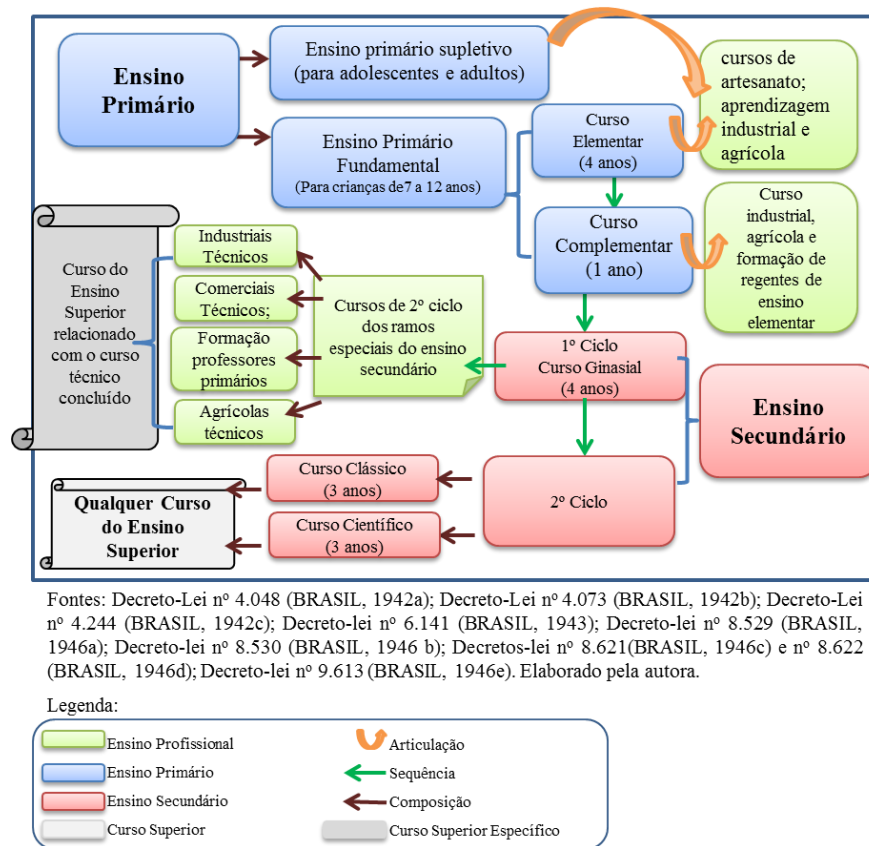 Ensino
Primário
Ensino primário supletivo
(para adolescentes e adultos)
cursos de
artesanato;
aprendizagem
industrial e
agrícola
Ensino Primário
Fundamental
(Para crianças de7 a 12 anos)
Curso
Elementar
(4 anos)
Curso
Complementar
(1 ano)
Curso
industrial,
agrícola e
formação de
regentes de
ensino
elementar
Curso do
Ensino
Superior
relacionado
com o curso
técnico
concluído
Industriais
Técnicos
Comerciais
Técnicos;
Formação
professores
primários
Agrícolas
técnicos
Cursos de 2º ciclo
dos ramos
especiais do ensino
secundário
1º Ciclo
Curso Ginasial
(4 anos)
Ensino
Secundário
2º Ciclo
Curso Clássico
(3 anos)
Curso Científico
(3 anos)
Qualquer Curso
do Ensino
Superior
Fontes: Decreto-Lei nº 4.048 (BRASIL, 1942a); Decreto-Lei nº 4.073 (BRASIL, 1942b); Decreto-Lei
nº 4.244 (BRASIL, 1942c); Decreto-lei nº 6.141 (BRASIL, 1943); Decreto-lei nº 8.529 (BRASIL,
1946a); Decreto-lei nº 8.530 (BRASIL, 1946 b); Decretos-lei nº 8.621(BRASIL, 1946c) e nº 8.622
(BRASIL, 1946d); Decreto-lei nº 9.613 (BRASIL, 1946e). Elaborado pela autora.
Legenda:
Ensino Profissional
Articulação
Ensino Primário
Sequência
Ensino Secundário
Composição
Curso Superior
Curso Superior Específico